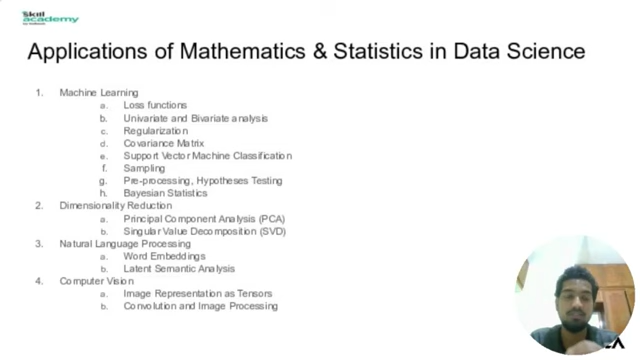 Skill
academy
Applications of Mathematics & Statistics in Data Science
1. Machine Learning
a. Loss functions
b. Univariate and Bivariate analysis
c. Regularization
d. Covariance Matrix
e. Support Vector Machine Classification
f. Sampling
g. Pre-processing, Hypotheses Testing
h. Bayesian Statistics
2. Dimensionality Reduction
a. Principal Component Analysis (PCA)
b. Singular Value Decomposition (SVD)
3. Natural Language Processing
a. Word Embeddings
b. Latent Semantic Analysis
4. Computer Vision
a. Image Representation as Tensors
b. Convolution and Image Processing